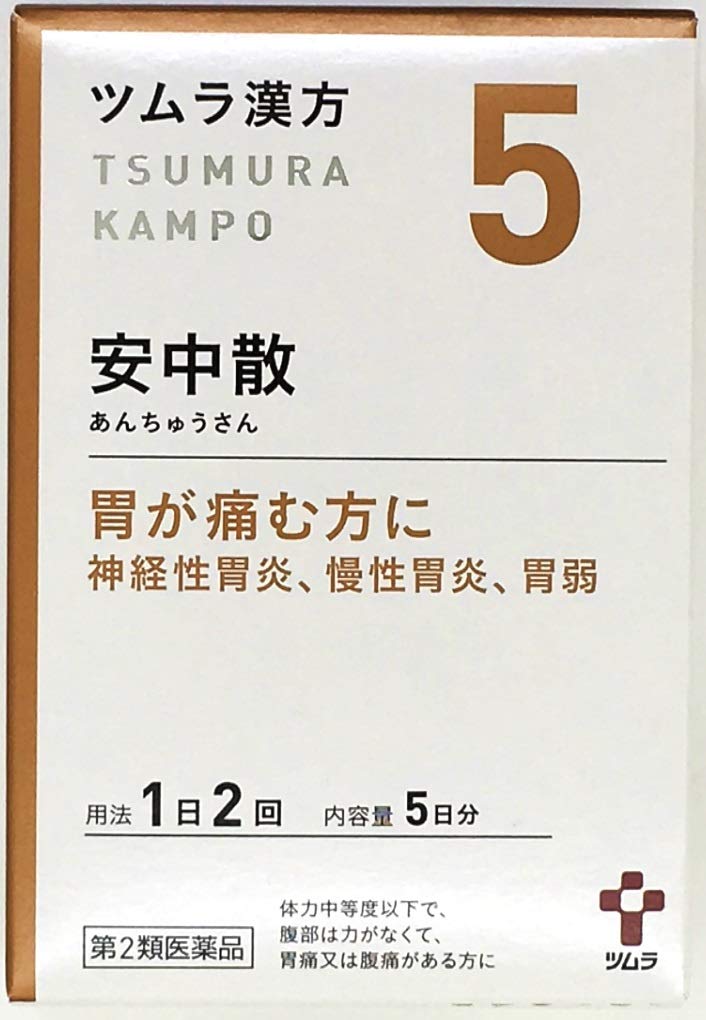 ツムラ漢方
TSUMURA
KAMPO
5
安中散
あんちゅうさん
胃が痛む方に
神経性胃炎、慢性胃炎、胃弱
用法 1日2回 内容量 5日分
第2類医薬品
体力中等度以下で、
腹部は力がなくて、
胃痛又は腹痛がある方に
ツムラ